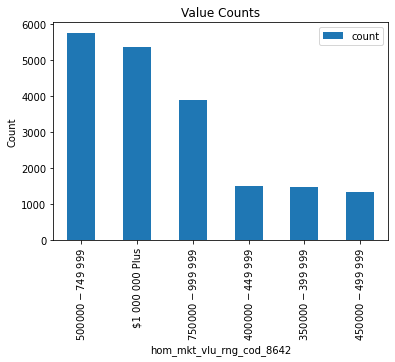 Value Counts
count
Count
6000
5000
4000
3000
2000
1000
0
500000 − 749 999
$1 000 000 Plus
750000 − 999 999
400000 − 449 999
350000 − 399 999
450000 − 499 999
hom_mkt_vlu_rng_cod_8642